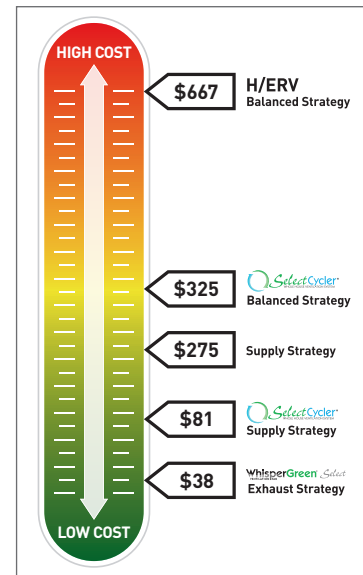 HIGH COST
$667
H/ERV
Balanced Strategy
$325
SelectCycler®
Balanced Strategy
$275
Supply Strategy
$81
SelectCycler®
Supply Strategy
$38
WhisperGreen Select
Exhaust Strategy
LOW COST